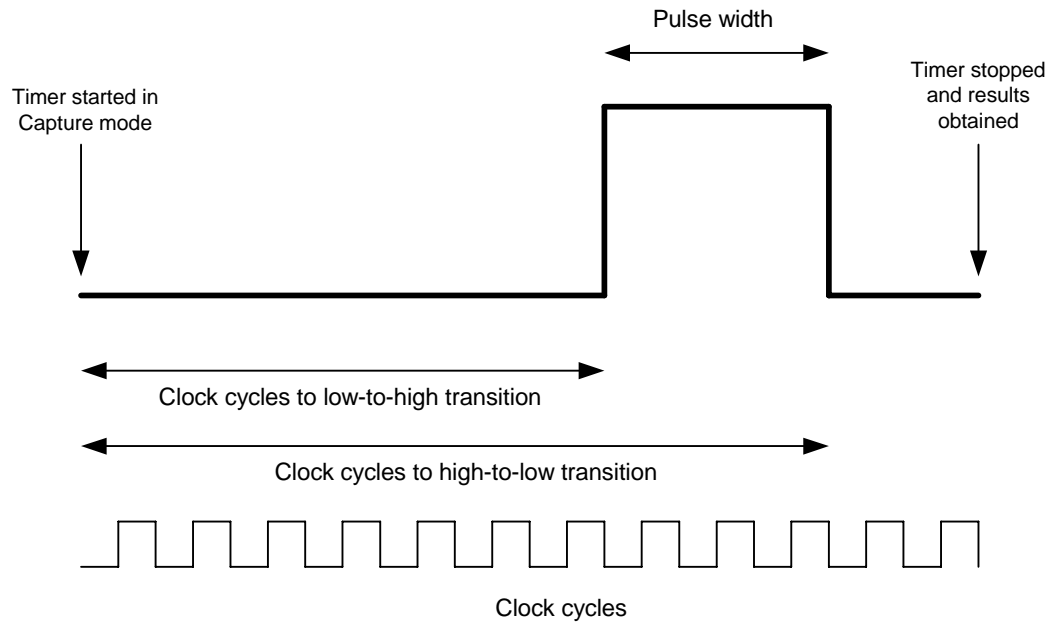 Pulse width
Timer started in
Capture mode
Timer stopped
and results
obtained
Clock cycles to low-to-high transition
Clock cycles to high-to-low transition
Clock cycles